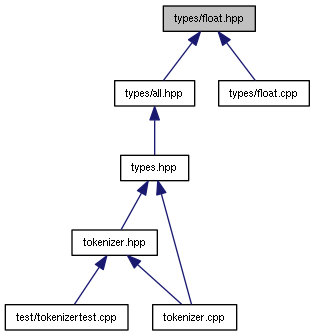 types/float.hpp
types/all.hpp
types/float.cpp
types.hpp
tokenizer.hpp
test/tokenizertest.cpp
tokenizer.cpp